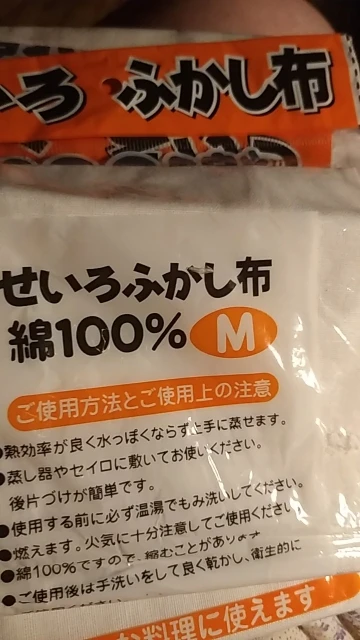 いろ ふかし布
せいろふかし布
綿100% M
ご使用方法とご使用上の注意
●熱効率が良く水っぽくならず上手に蒸せます。
●蒸し器やセイロに敷いてお使いください。
後片づけが簡単です。
●使用する前に必ず温湯でもみ洗いしてください。
●燃えます。火気に十分注意してご使用ください。
●綿100%ですので、縮むことがあります
●ご使用後は手洗いをして良く乾かし、衛生的に
お料理に使えます